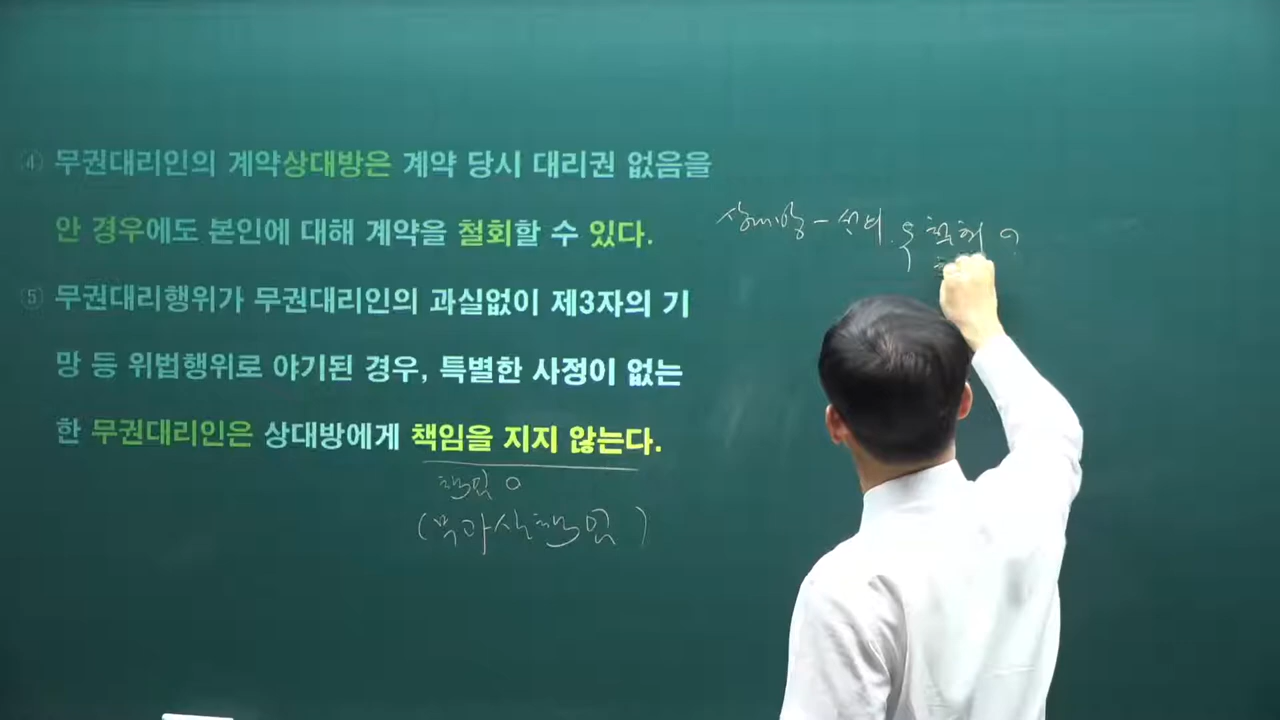 ④ 무권대리인의 계약상대방은 계약 당시 대리권 없음을
안 경우에도 본인에 대해 계약을 철회할 수 있다.
상대방 - 선의
⑤ 무권대리행위가 무권대리인의 과실없이 제3자의 기
망 등 위법행위로 야기된 경우, 특별한 사정이 없는
한 무권대리인은 상대방에게 책임을 지지 않는다.
책임 ○
(무과실책임)